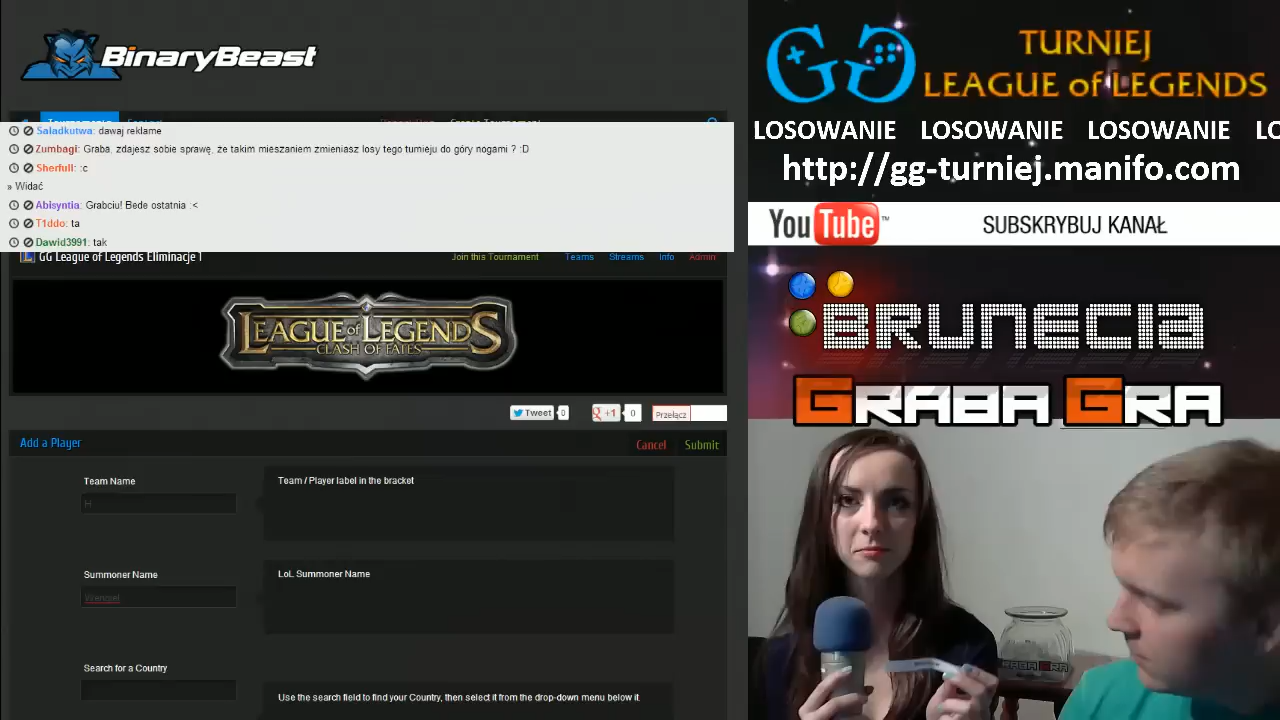 BinaryBeast
Saladkutwa: dawaj reklame
Zumbagi: Graba, zdajesz sobie sprawę, że takim mieszaniem zmieniasz losy tego turnieju do góry nogami ? :D
Sherfull: :c
» Widać
Abisyntia: Grabciu! Bede ostatnia :<
T1ddo: ta
Dawid3991: tak
GG League of Legends Eliminacje 1
Join this Tournament Teams Streams Info Admin
LEAGUE of LEGENDS
CLASH OF FATES
Tweet 0 g+1 0 Przełącz
Add a Player Cancel Submit
Team Name Team / Player label in the bracket
H
Summoner Name LoL Summoner Name
Search for a Country
Use the search field to find your Country, then select it from the drop-down menu below it.
GG TURNIEJ
LEAGUE of LEGENDS
LOSOWANIE LOSOWANIE LOSOWANIE LO
http://gg-turniej.manifo.com
YouTube™ SUBSKRYBUJ KANAŁ
BRUNECIA
GRABA GRA
GRABA GRA